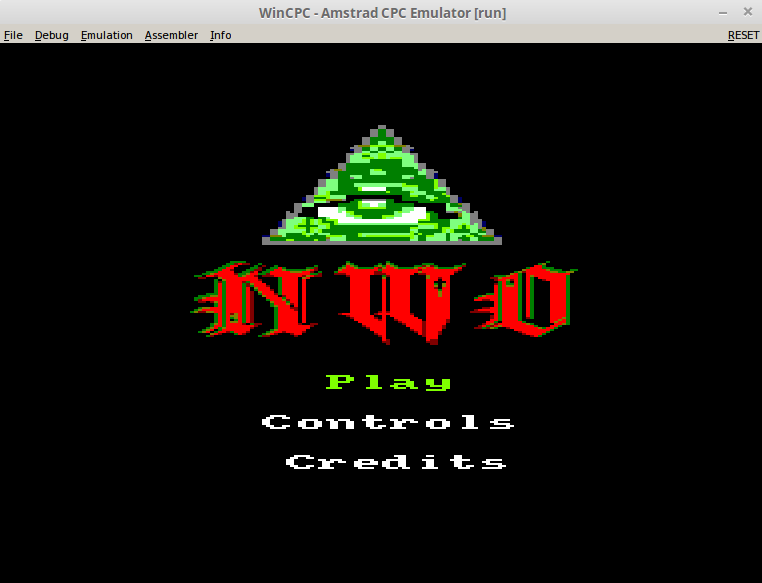 WinCPC - Amstrad CPC Emulator [run]
File Debug Emulation Assembler Info RESET
NWO
Play
Controls
Credits